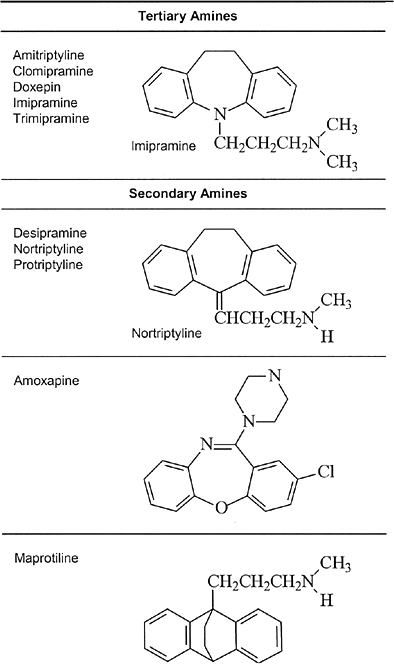 Tertiary Amines
Amitriptyline
Clomipramine
Doxepin
Imipramine
Trimipramine
N
Imipramine
CH₂CH₂CH₂N
CH₃
CH₃
Secondary Amines
Desipramine
Nortriptyline
Protriptyline
Nortriptyline
CHCH₂CH₂N
CH₃
H
Amoxapine
N
N
N
Cl
O
Maprotiline
CH₂CH₂CH₂N
CH₃
H